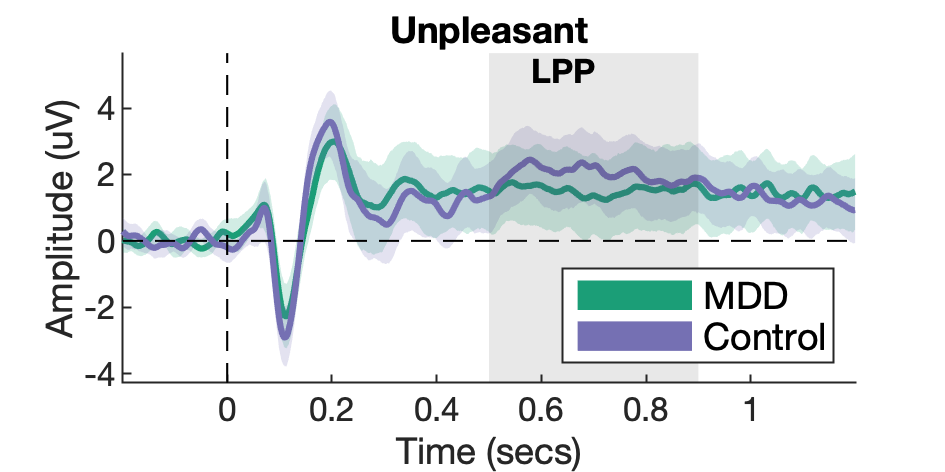 Unpleasant
LPP
Amplitude (uV)
4
2
0
-2
-4
MDD
Control
0 0.2 0.4 0.6 0.8 1
Time (secs)